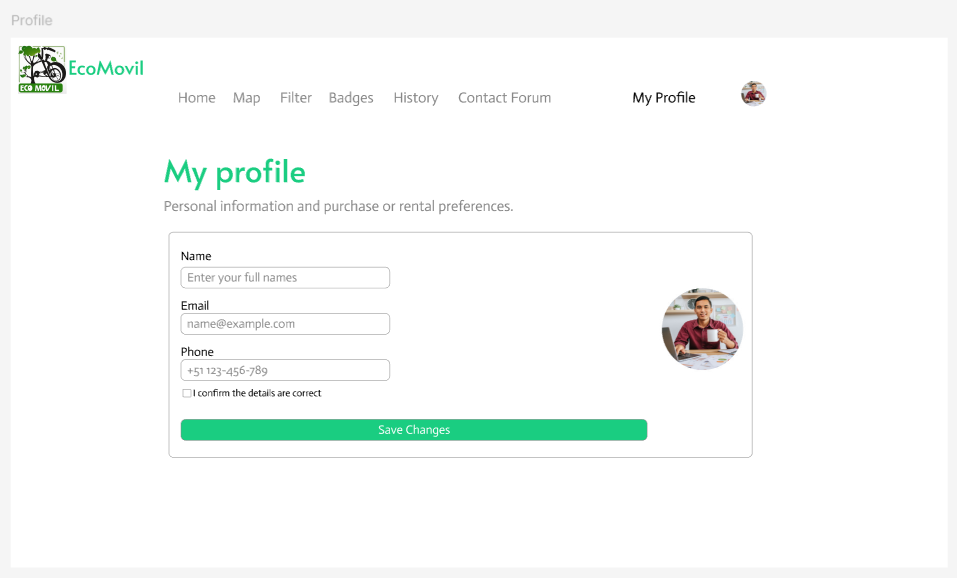 Profile
ECO MOVIL
EcoMovil
Home Map Filter Badges History Contact Forum My Profile
My profile
Personal information and purchase or rental preferences.
Name
Enter your full names
Email
name@example.com
Phone
+51 123-456-789
I confirm the details are correct
Save Changes